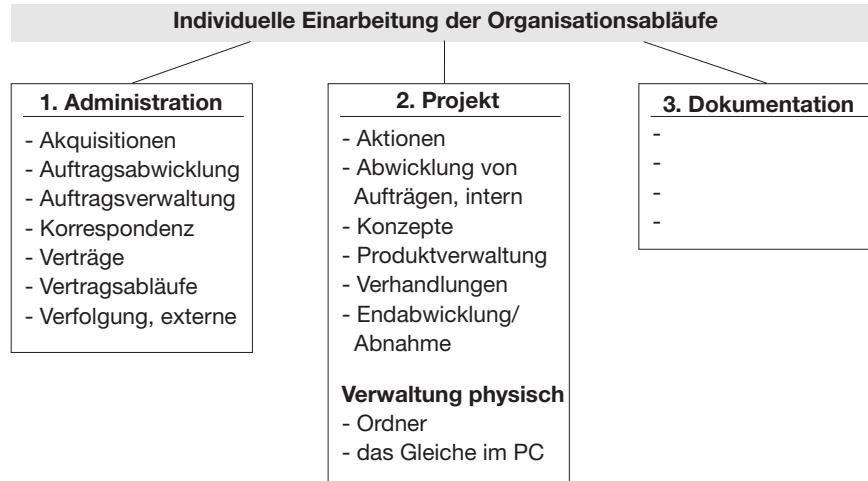 Individuelle Einarbeitung der Organisationsabläufe
1. Administration
- Akquisitionen
- Auftragsabwicklung
- Auftragsverwaltung
- Korrespondenz
- Verträge
- Vertragsabläufe
- Verfolgung, externe
2. Projekt
- Aktionen
- Abwicklung von
Aufträgen, intern
- Konzepte
- Produktverwaltung
- Verhandlungen
- Endabwicklung/
Abnahme
Verwaltung physisch
- Ordner
- das Gleiche im PC
3. Dokumentation
-
-
-
-